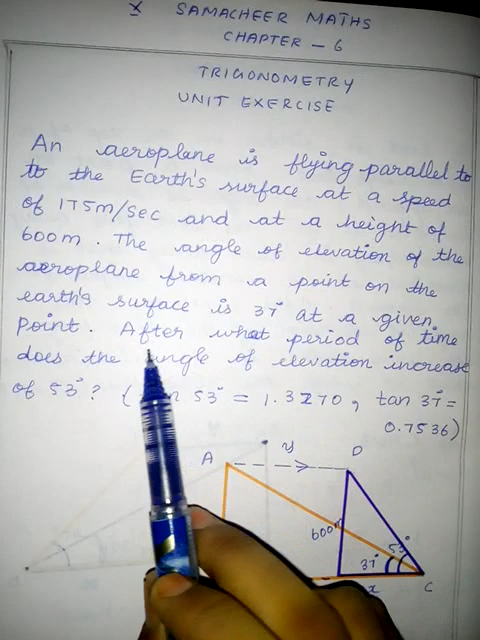 X SAMACHEER MATHS
CHAPTER - 6
TRIGONOMETRY
UNIT EXERCISE
An aeroplane is flying parallel to
the Earth's surface at a speed
of 175m/sec and at a height of
600m. The angle of elevation of the
aeroplane from a point on the
earth's surface is 37° at a given
point. After what period of time
does the angle of elevation increase
of 53°? ( 53° = 1.3270, tan 37° =
0.7536)
A y D
600m
37° 53°
x C